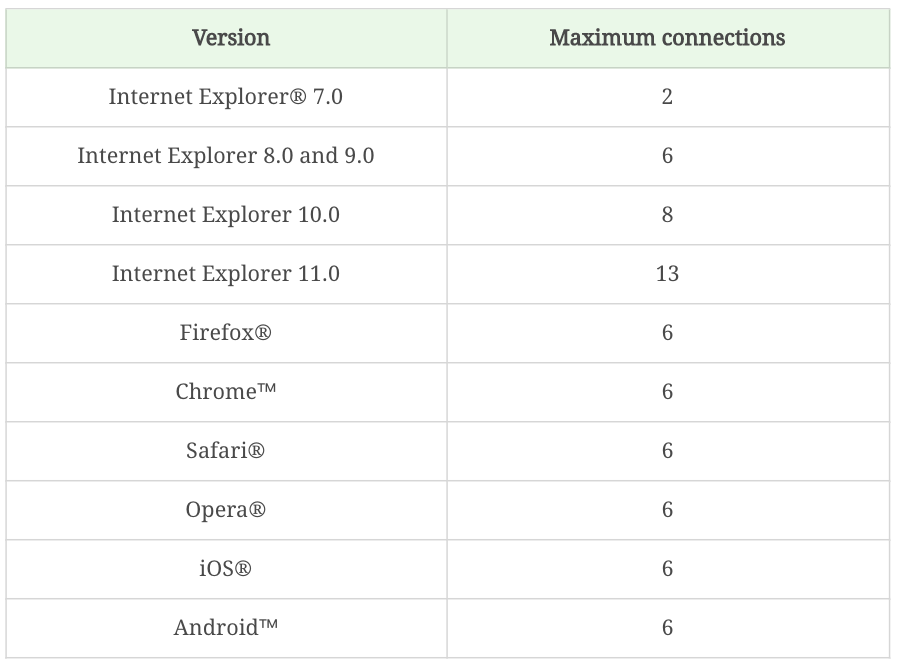 Version Maximum connections
Internet Explorer® 7.0 2
Internet Explorer 8.0 and 9.0 6
Internet Explorer 10.0 8
Internet Explorer 11.0 13
Firefox® 6
Chrome™ 6
Safari® 6
Opera® 6
iOS® 6
Android™ 6